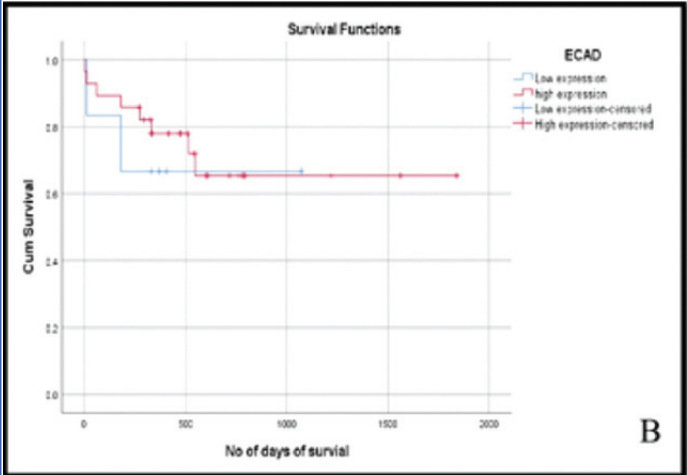 Survival Functions
ECAD
Low expression
high expression
Low expression-censored
High expression-censored
Cum Survival
1.0
0.8
0.6
0.4
0.2
0.0
0
500
1000
1500
2000
No of days of survial
B